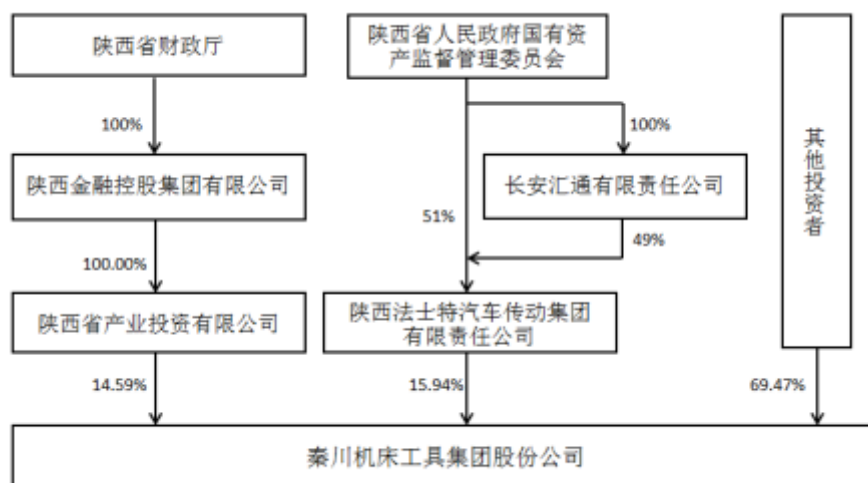 陕西省财政厅
陕西省人民政府国有资
产监督管理委员会
其他投资者
100%
100%
陕西金融控股集团有限公司
长安汇通有限责任公司
51%
49%
100.00%
陕西省产业投资有限公司
陕西法士特汽车传动集团
有限责任公司
14.59%
15.94%
69.47%
秦川机床工具集团股份公司